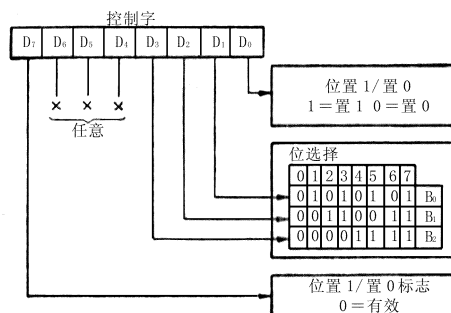 控制字
D₇ D₆ D₅ D₄ D₃ D₂ D₁ D₀
× × ×
任意
位置1/置0
1=置1 0=置0
位选择
0 1 2 3 4 5 6 7
0 1 0 1 0 1 0 1 B₀
0 0 1 1 0 0 1 1 B₁
0 0 0 0 1 1 1 1 B₂
位置1/置0标志
0=有效